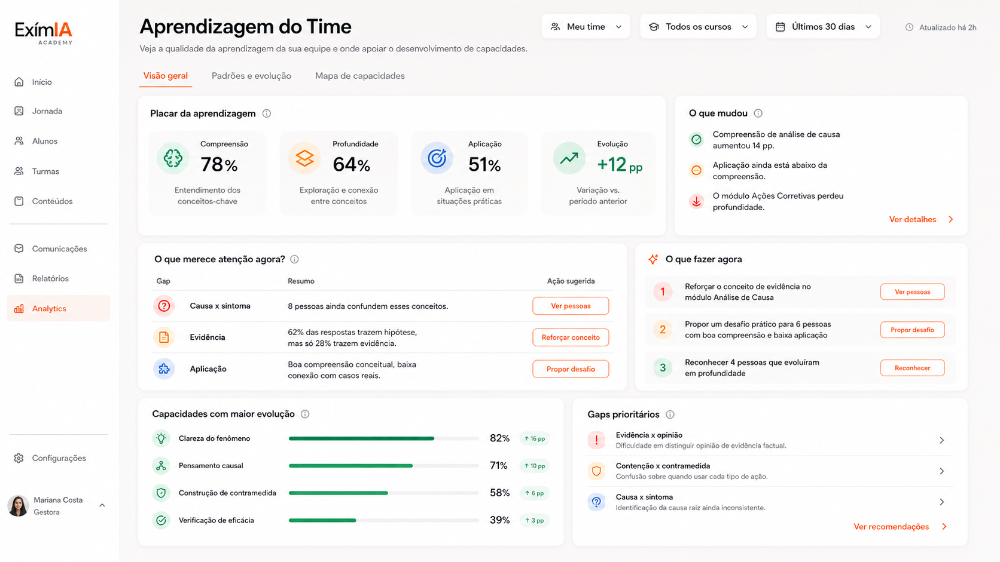 ExímIA
ACADEMY
Início
Jornada
Alunos
Turmas
Conteúdos
Comunicações
Relatórios
Analytics
Configurações
Mariana Costa
Gestora
Aprendizagem do Time
Veja a qualidade da aprendizagem da sua equipe e onde apoiar o desenvolvimento de capacidades.
Meu time
Todos os cursos
Últimos 30 dias
Atualizado há 2h
Visão geral
Padrões e evolução
Mapa de capacidades
Placar da aprendizagem
Compreensão
78%
Entendimento dos
conceitos-chave
Profundidade
64%
Exploração e conexão
entre conceitos
Aplicação
51%
Aplicação em
situações práticas
Evolução
+12 pp
Variação vs.
período anterior
O que mudou
Compreensão de análise de causa
aumentou 14 pp.
Aplicação ainda está abaixo da
compreensão.
O módulo Ações Corretivas perdeu
profundidade.
Ver detalhes
O que merece atenção agora?
Gap
Resumo
Ação sugerida
Causa x sintoma
8 pessoas ainda confundem esses conceitos.
Ver pessoas
Evidência
62% das respostas trazem hipótese,
mas só 28% trazem evidência.
Reforçar conceito
Aplicação
Boa compreensão conceitual, baixa
conexão com casos reais.
Propor desafio
O que fazer agora
1
Reforçar o conceito de evidência no
módulo Análise de Causa
Ver pessoas
2
Propor um desafio prático para 6 pessoas
com boa compreensão e baixa aplicação
Propor desafio
3
Reconhecer 4 pessoas que evoluíram
em profundidade
Reconhecer
Capacidades com maior evolução
Clareza do fenômeno
82%
↑ 16 pp
Pensamento causal
71%
↑ 10 pp
Construção de contramedida
58%
↑ 6 pp
Verificação de eficácia
39%
↑ 3 pp
Gaps prioritários
Evidência x opinião
Dificuldade em distinguir opinião de evidência factual.
Contenção x contramedida
Confusão sobre quando usar cada tipo de ação.
Causa x sintoma
Identificação da causa raiz ainda inconsistente.
Ver recomendações